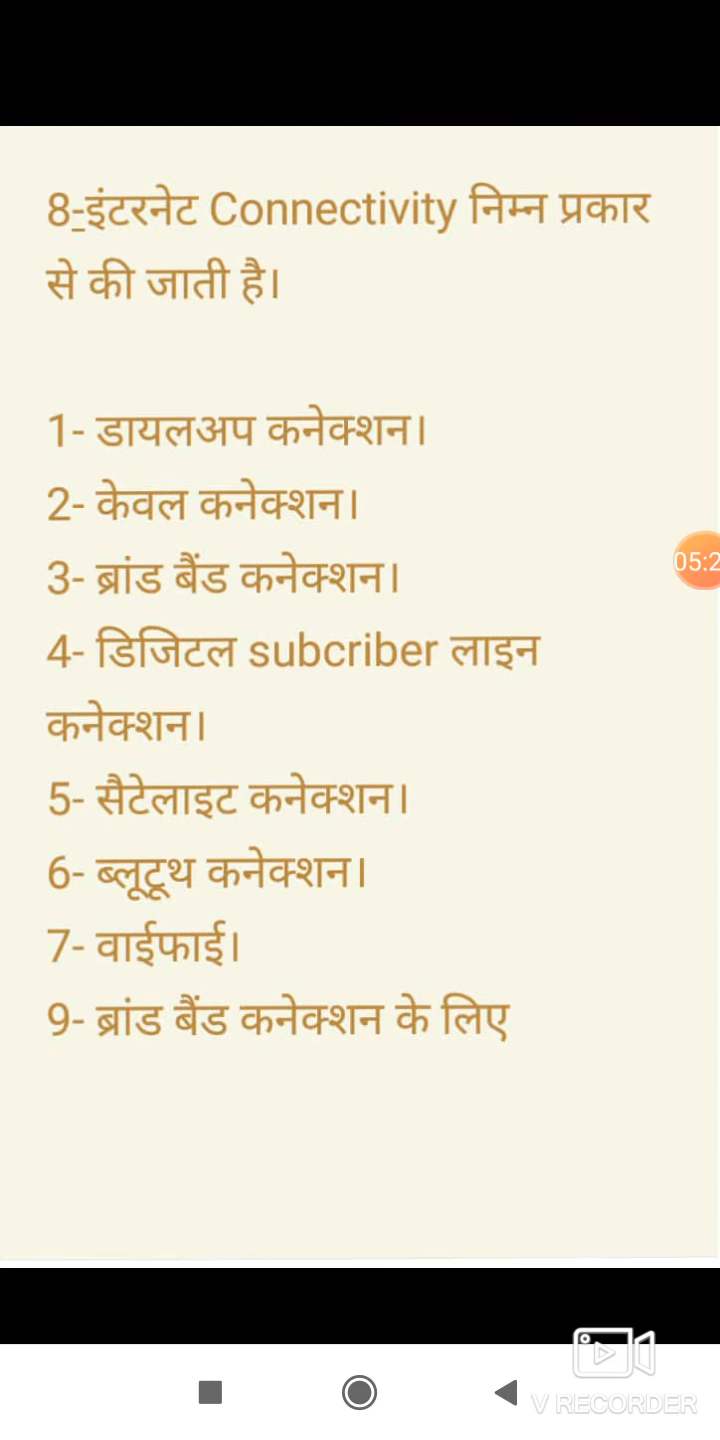 8-इंटरनेट Connectivity निम्न प्रकार
से की जाती है।
1- डायलअप कनेक्शन।
2- केवल कनेक्शन।
3- ब्रांड बैंड कनेक्शन।
4- डिजिटल subcriber लाइन
कनेक्शन।
5- सैटेलाइट कनेक्शन।
6- ब्लूटूथ कनेक्शन।
7- वाईफाई।
9- ब्रांड बैंड कनेक्शन के लिए
05:2
V RECORDER